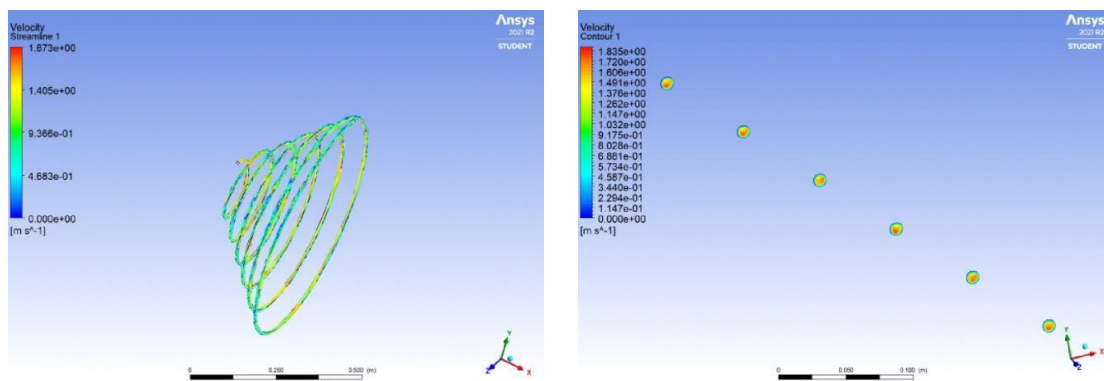 Velocity
Streamline 1
1.873e+00
1.405e+00
9.366e-01
4.683e-01
0.000e+00
[m s^-1]
Ansys
2021 R2
STUDENT
Y
Z
X
0
0.250
0.500
(m)
Velocity
Contour 1
1.835e+00
1.720e+00
1.606e+00
1.491e+00
1.376e+00
1.262e+00
1.147e+00
1.032e+00
9.175e-01
8.028e-01
6.881e-01
5.734e-01
4.587e-01
3.440e-01
2.294e-01
1.147e-01
0.000e+00
[m s^-1]
Ansys
2021 R2
STUDENT
Y
X
Z
0
0.050
0.100
(m)